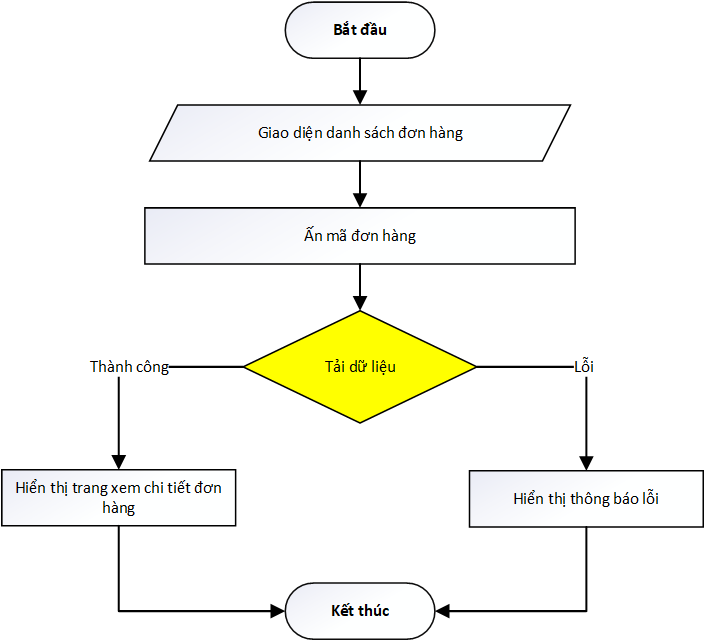 Bắt đầu
Giao diện danh sách đơn hàng
Ấn mã đơn hàng
Tải dữ liệu
Thành công
Lỗi
Hiển thị trang xem chi tiết đơn
hàng
Hiển thị thông báo lỗi
Kết thúc